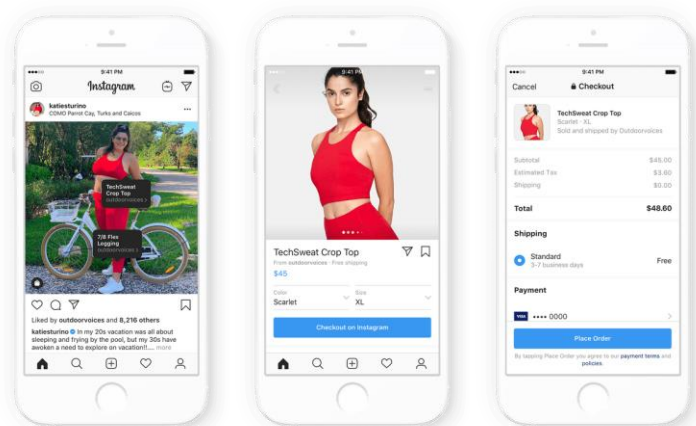 9:41 PM
Instagram
katiesturino
COMO Parrot Cay, Turks and Caicos
TechSweat
Crop Top
outdoorvoices >
7/8 Flex
Legging
outdoorvoices >
Liked by outdoorvoices and 8,216 others
katiesturino In my 20s vacation was all about
sleeping and frying by the pool, but my 30s have
awoken a need to explore on vacation!!.... more
9:41 PM
TechSweat Crop Top
From outdoorvoices · Free shipping
$45
Color
Scarlet
Size
XL
Checkout on Instagram
9:41 PM
Cancel
Checkout
TechSweat Crop Top
Scarlet · XL
Sold and shipped by Outdoorvoices
Subtotal $45.00
Estimated Tax $3.60
Shipping $0.00
Total $48.60
Shipping
Standard
5-7 business days
Free
Payment
VISA •••• 0000
Place Order
By tapping Place Order you agree to our payment terms and
policies.